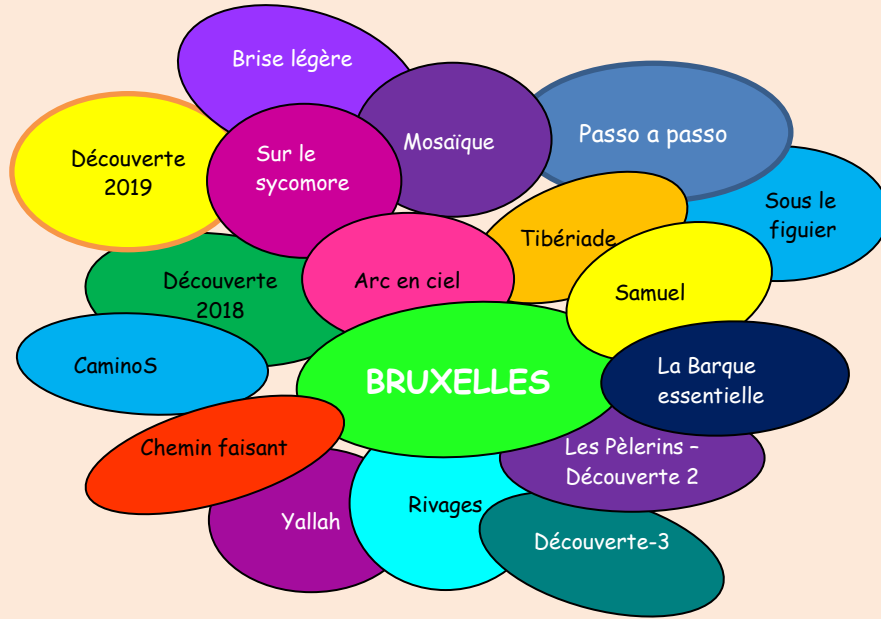 Brise légère
Découverte
2019
Sur le
sycomore
Mosaïque
Passo a passo
Sous le
figuier
Tibériade
Découverte
2018
Arc en ciel
Samuel
CaminoS
BRUXELLES
La Barque
essentielle
Chemin faisant
Les Pèlerins –
Découverte 2
Yallah
Rivages
Découverte-3